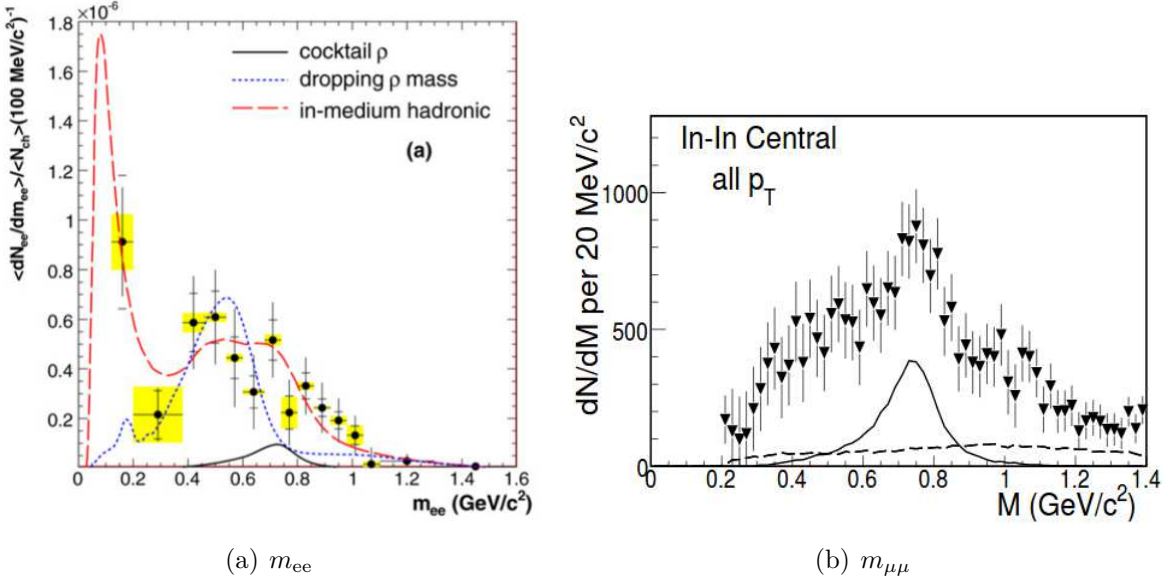 <dN_ee/dm_ee>/<N_ch>(100 MeV/c²)⁻¹
1.8
×10⁻⁶
1.6
1.4
1.2
1
0.8
0.6
0.4
0.2
cocktail ρ
dropping ρ mass
in-medium hadronic
(a)
0 0.2 0.4 0.6 0.8 1 1.2 1.4 1.6
m_ee (GeV/c²)
(a) m_ee
dN/dM per 20 MeV/c²
1000
500
0
In-In Central
all p_T
0 0.2 0.4 0.6 0.8 1 1.2 1.4
M (GeV/c²)
(b) m_μμ